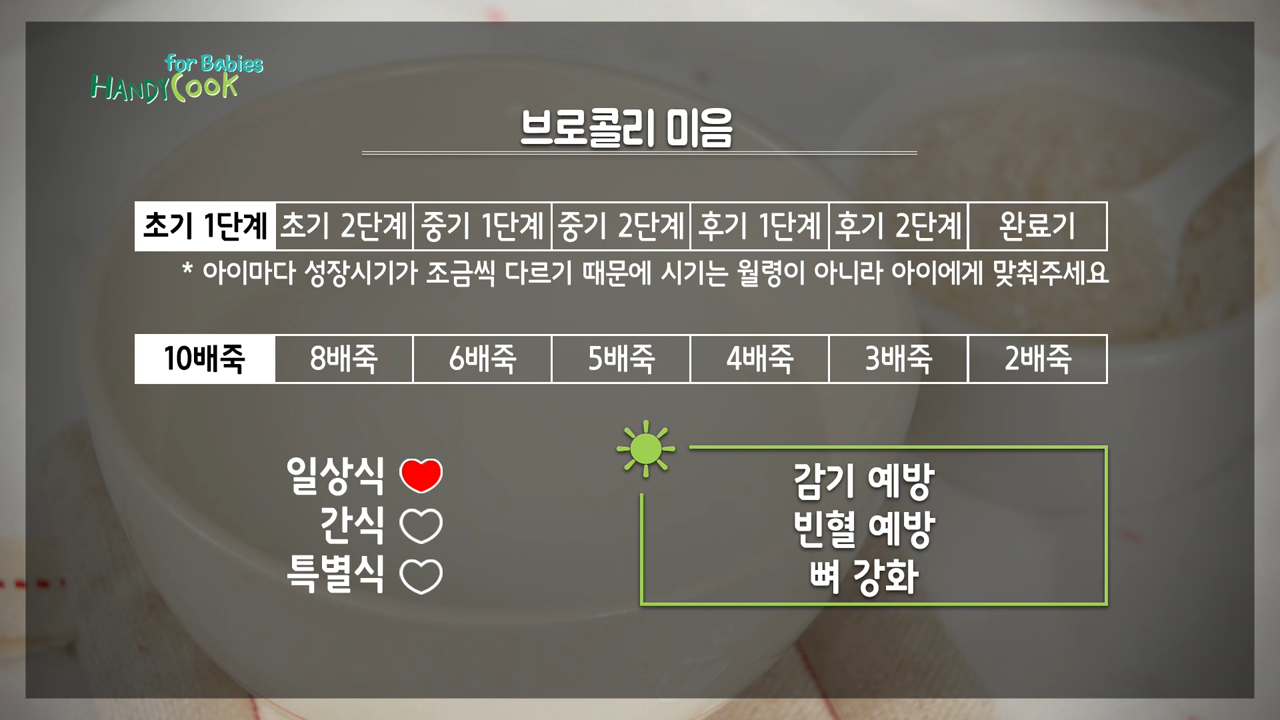 for Babies
HANDYCOOK
브로콜리 미음
초기 1단계 초기 2단계 중기 1단계 중기 2단계 후기 1단계 후기 2단계 완료기
* 아이마다 성장시기가 조금씩 다르기 때문에 시기는 월령이 아니라 아이에게 맞춰주세요
10배죽 8배죽 6배죽 5배죽 4배죽 3배죽 2배죽
일상식
간식
특별식
감기 예방
빈혈 예방
뼈 강화